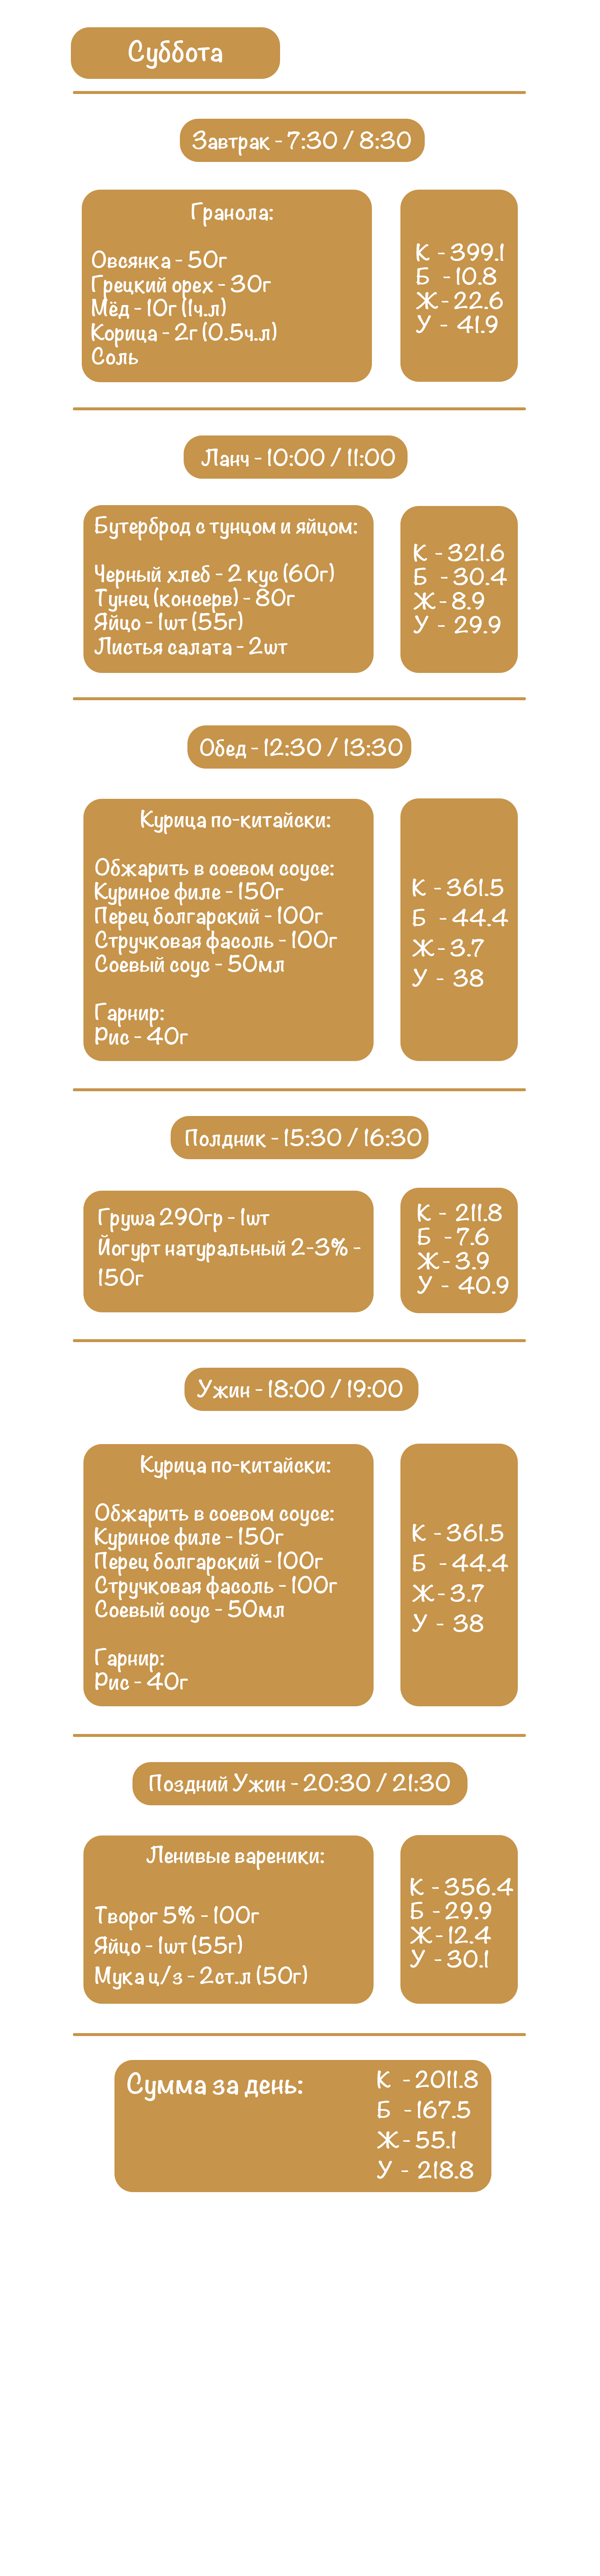 Суббота
Завтрак - 7:30 / 8:30
Гранола:
Овсянка - 50г
Грецкий орех - 30г
Мёд - 10г (1ч.л)
Корица - 2г (0.5ч.л)
Соль
К - 399.1
Б - 10.8
Ж - 22.6
У - 41.9
Ланч - 10:00 / 11:00
Бутерброд с тунцом и яйцом:
Черный хлеб - 2 кус (60г)
Тунец (консерв) - 80г
Яйцо - 1шт (55г)
Листья салата - 2шт
К - 321.6
Б - 30.4
Ж - 8.9
У - 29.9
Обед - 12:30 / 13:30
Курица по-китайски:
Обжарить в соевом соусе:
Куриное филе - 150г
Перец болгарский - 100г
Стручковая фасоль - 100г
Соевый соус - 50мл
Гарнир:
Рис - 40г
К - 361.5
Б - 44.4
Ж - 3.7
У - 38
Полдник - 15:30 / 16:30
Груша 290гр - 1шт
Йогурт натуральный 2-3% -
150г
К - 211.8
Б - 7.6
Ж - 3.9
У - 40.9
Ужин - 18:00 / 19:00
Курица по-китайски:
Обжарить в соевом соусе:
Куриное филе - 150г
Перец болгарский - 100г
Стручковая фасоль - 100г
Соевый соус - 50мл
Гарнир:
Рис - 40г
К - 361.5
Б - 44.4
Ж - 3.7
У - 38
Поздний Ужин - 20:30 / 21:30
Ленивые вареники:
Творог 5% - 100г
Яйцо - 1шт (55г)
Мука ц/з - 2ст.л (50г)
К - 356.4
Б - 29.9
Ж - 12.4
У - 30.1
Сумма за день:
К - 2011.8
Б - 167.5
Ж - 55.1
У - 218.8